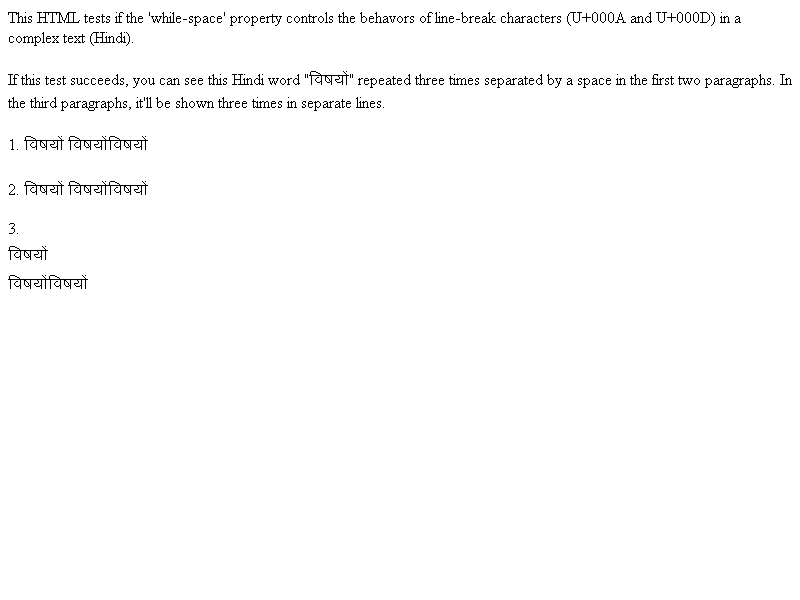 This HTML tests if the 'while-space' property controls the behavors of line-break characters (U+000A and U+000D) in a
complex text (Hindi).
If this test succeeds, you can see this Hindi word "विषयों" repeated three times separated by a space in the first two paragraphs. In
the third paragraphs, it'll be shown three times in separate lines.
1. विषयों विषयोंविषयों
2. विषयों विषयोंविषयों
3.
विषयों
विषयोंविषयों